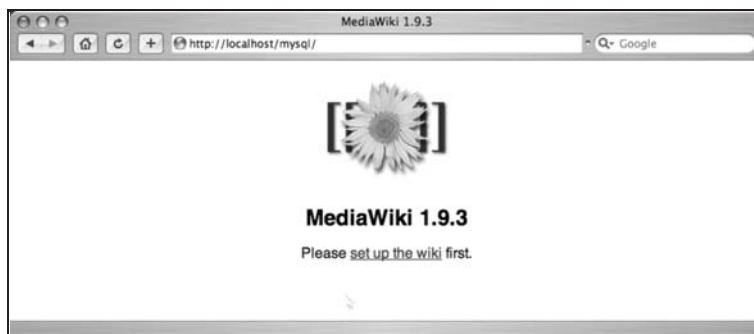 MediaWiki 1.9.3
http://localhost/mysql/
Google
MediaWiki 1.9.3
Please set up the wiki first.